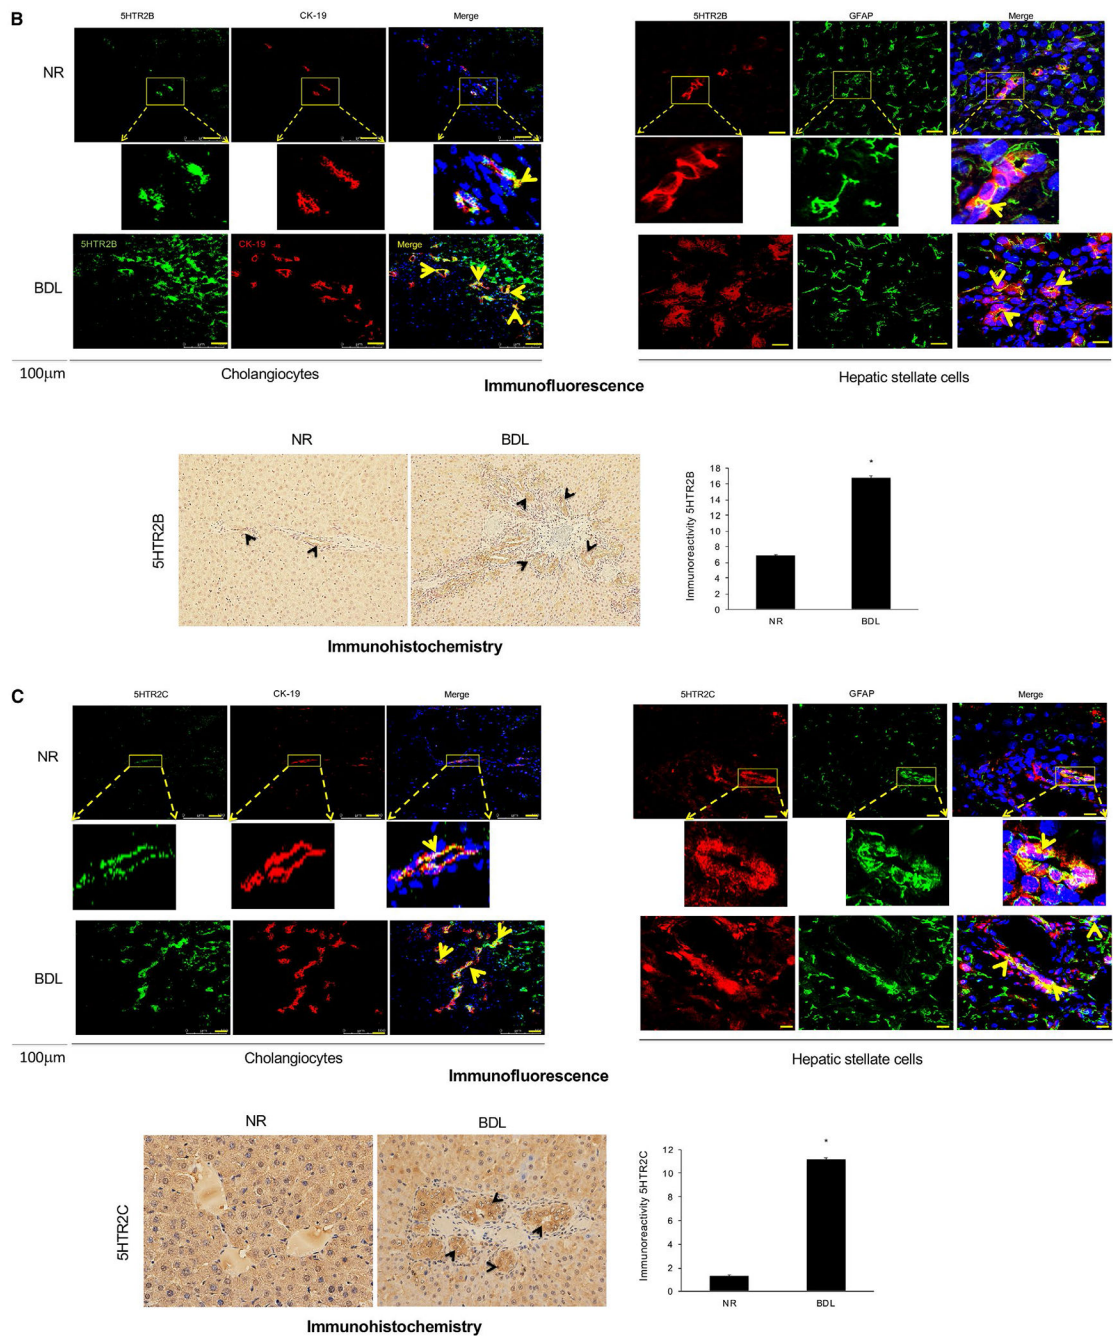 B
5HTR2B CK-19 Merge
NR
5HTR2B CK-19 Merge
BDL
100μm
Cholangiocytes
5HTR2B GFAP Merge
Hepatic stellate cells
Immunofluorescence
NR BDL
5HTR2B
Immunohistochemistry
Immunoreactivity 5HTR2B
18
16
14
12
10
8
6
4
2
0
*
NR BDL
C
5HTR2C CK-19 Merge
NR
BDL
100μm
Cholangiocytes
5HTR2C GFAP Merge
Hepatic stellate cells
Immunofluorescence
NR BDL
5HTR2C
Immunohistochemistry
Immunoreactivity 5HTR2C
12
10
8
6
4
2
0
*
NR BDL